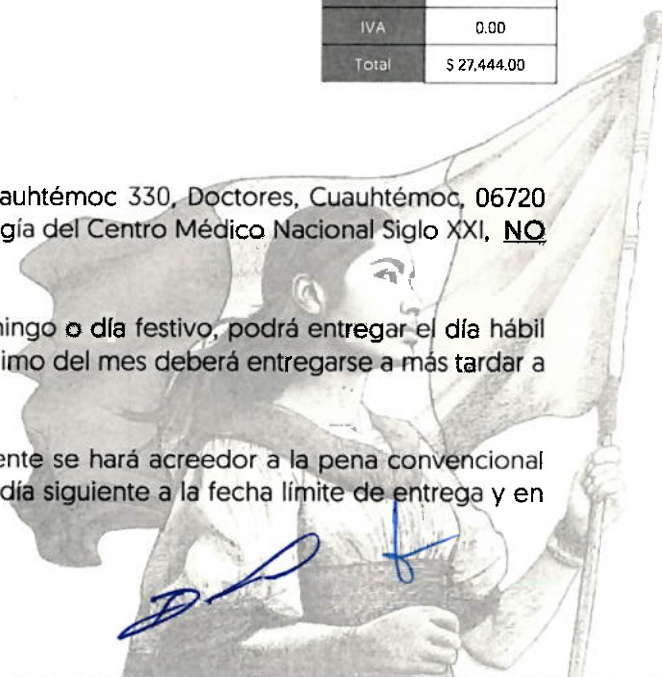 IVA 0.00
Total $ 27,444.00
auhtémoc 330, Doctores, Cuauhtémoc, 06720
gía del Centro Médico Nacional Siglo XXI, NO
mingo o día festivo, podrá entregar el día hábil
imo del mes deberá entregarse a más tardar a
ente se hará acreedor a la pena convencional
día siguiente a la fecha límite de entrega y en